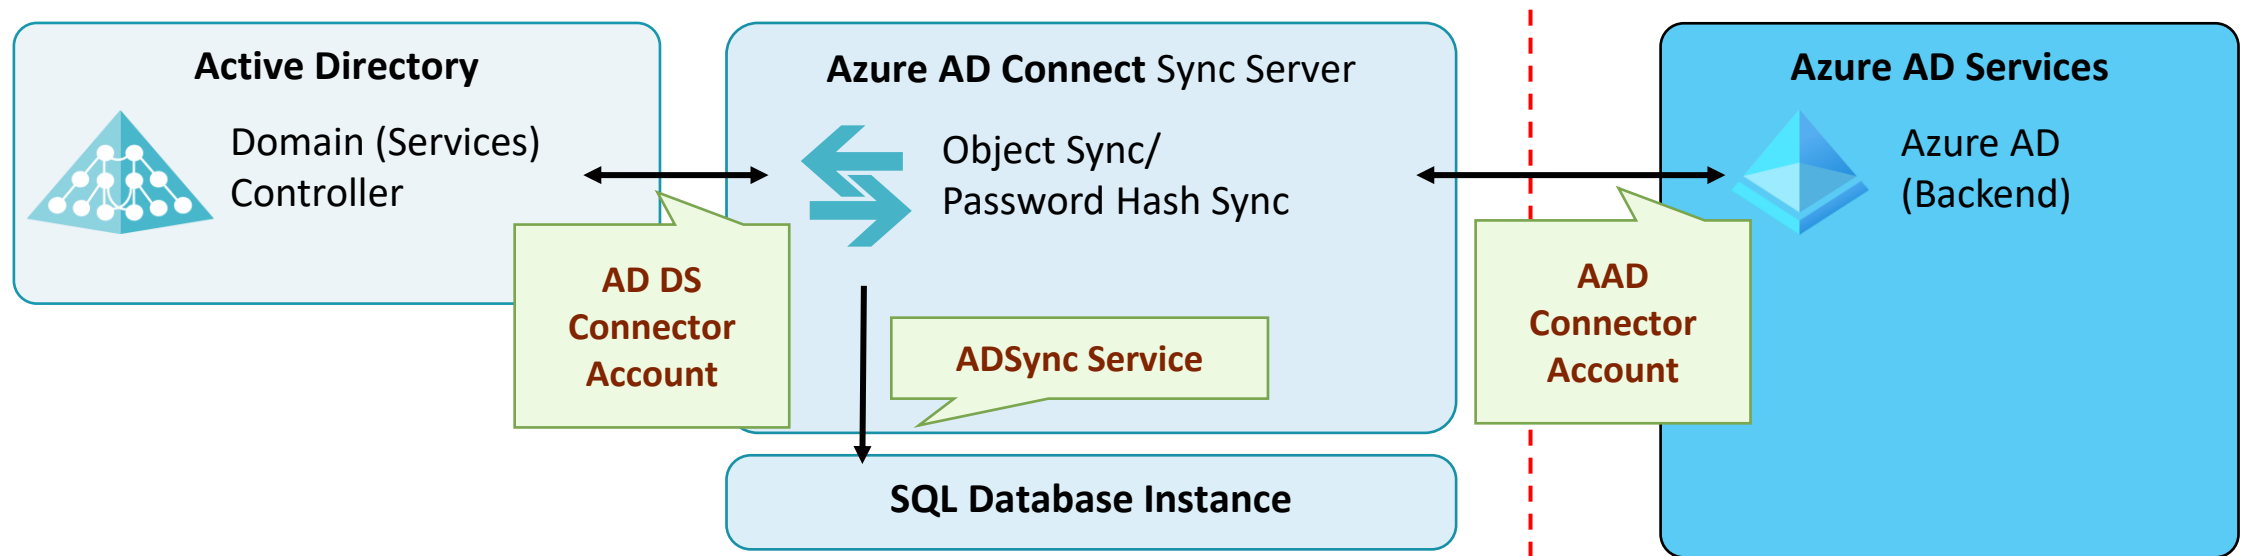 Active Directory
Domain (Services)
Controller
AD DS
Connector
Account
Azure AD Connect Sync Server
Object Sync/
Password Hash Sync
ADSync Service
SQL Database Instance
AAD
Connector
Account
Azure AD Services
Azure AD
(Backend)